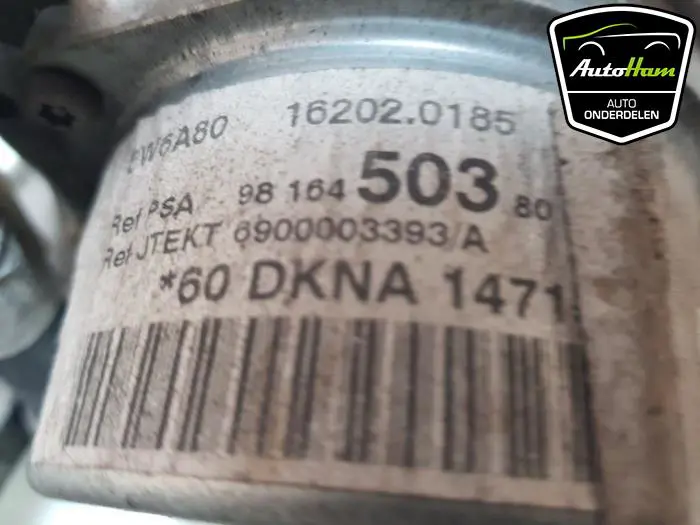 AutoHam
AUTO
ONDERDELEN
16202.0185
Ref PSA 98 164 503 80
Ref JTEKT 6900003393/A
*60 DKNA 1471